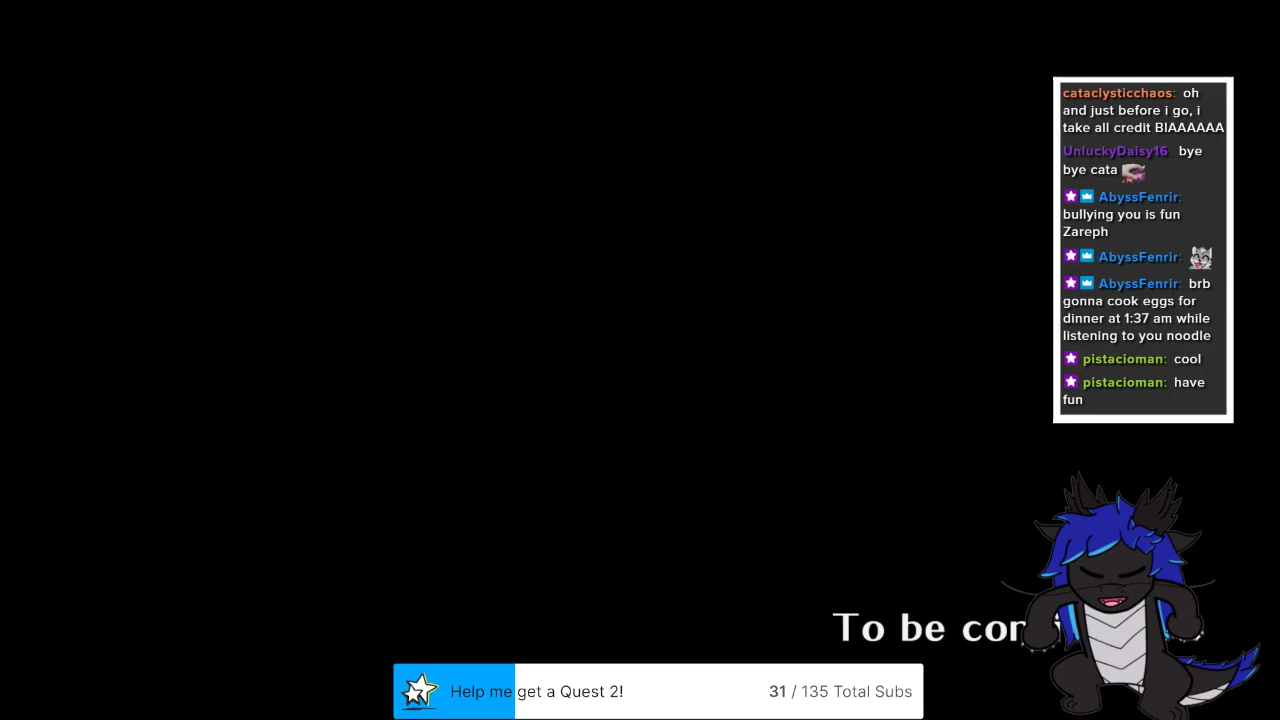 cataclysticchaos: oh
and just before i go, i
take all credit BIAAAAAA
UnluckyDaisy16: bye
bye cata
AbyssFenrir:
bullying you is fun
Zareph
AbyssFenrir:
AbyssFenrir: brb
gonna cook eggs for
dinner at 1:37 am while
listening to you noodle
pistacioman: cool
pistacioman: have
fun
To be con
Help me get a Quest 2! 31 / 135 Total Subs